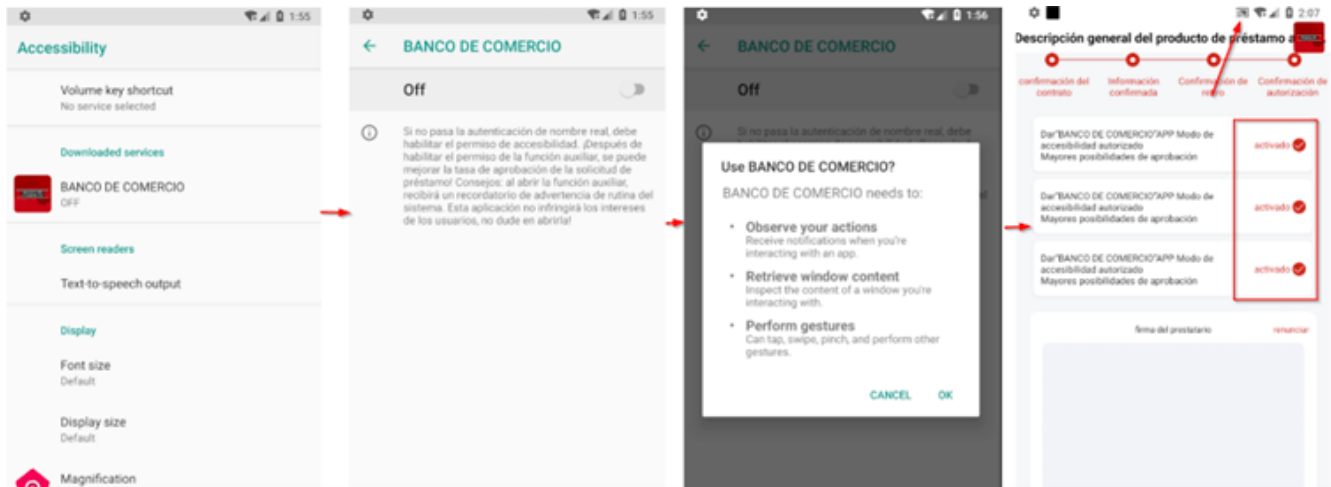 1:55
Accessibility
Volume key shortcut
No service selected
Downloaded services
BANCO DE COMERCIO
OFF
Screen readers
Text-to-speech output
Display
Font size
Default
Display size
Default
Magnification
1:55
BANCO DE COMERCIO
Off
Si no pasa la autenticación de nombre real, debe
habilitar el permiso de accesibilidad. ¡Después de
habilitar el permiso de la función auxiliar, se puede
mejorar la tasa de aprobación de la solicitud de
préstamo! Consejos: al abrir la función auxiliar,
recibirá un recordatorio de advertencia de rutina del
sistema. Esta aplicación no infringirá los intereses
de los usuarios, no dude en abrirla!
1:56
BANCO DE COMERCIO
Off
Si no pasa la autenticación de nombre real, debe
Use BANCO DE COMERCIO?
BANCO DE COMERCIO needs to:
• Observe your actions
Receive notifications when you're
interacting with an app.
• Retrieve window content
Inspect the content of a window you're
interacting with.
• Perform gestures
Can tap, swipe, pinch, and perform other
gestures.
CANCEL OK
2:07
Descripción general del producto de préstamo a
confirmación del
contrato
Información
confirmada
Confirmación de
Confirmación de
autorización
Dar"BANCO DE COMERCIO"APP Modo de
accesibilidad autorizado
Mayores posibilidades de aprobación
activado
Dar"BANCO DE COMERCIO"APP Modo de
accesibilidad autorizado
Mayores posibilidades de aprobación
activado
Dar"BANCO DE COMERCIO"APP Modo de
accesibilidad autorizado
Mayores posibilidades de aprobación
activado
firma del prestatario
renunciar